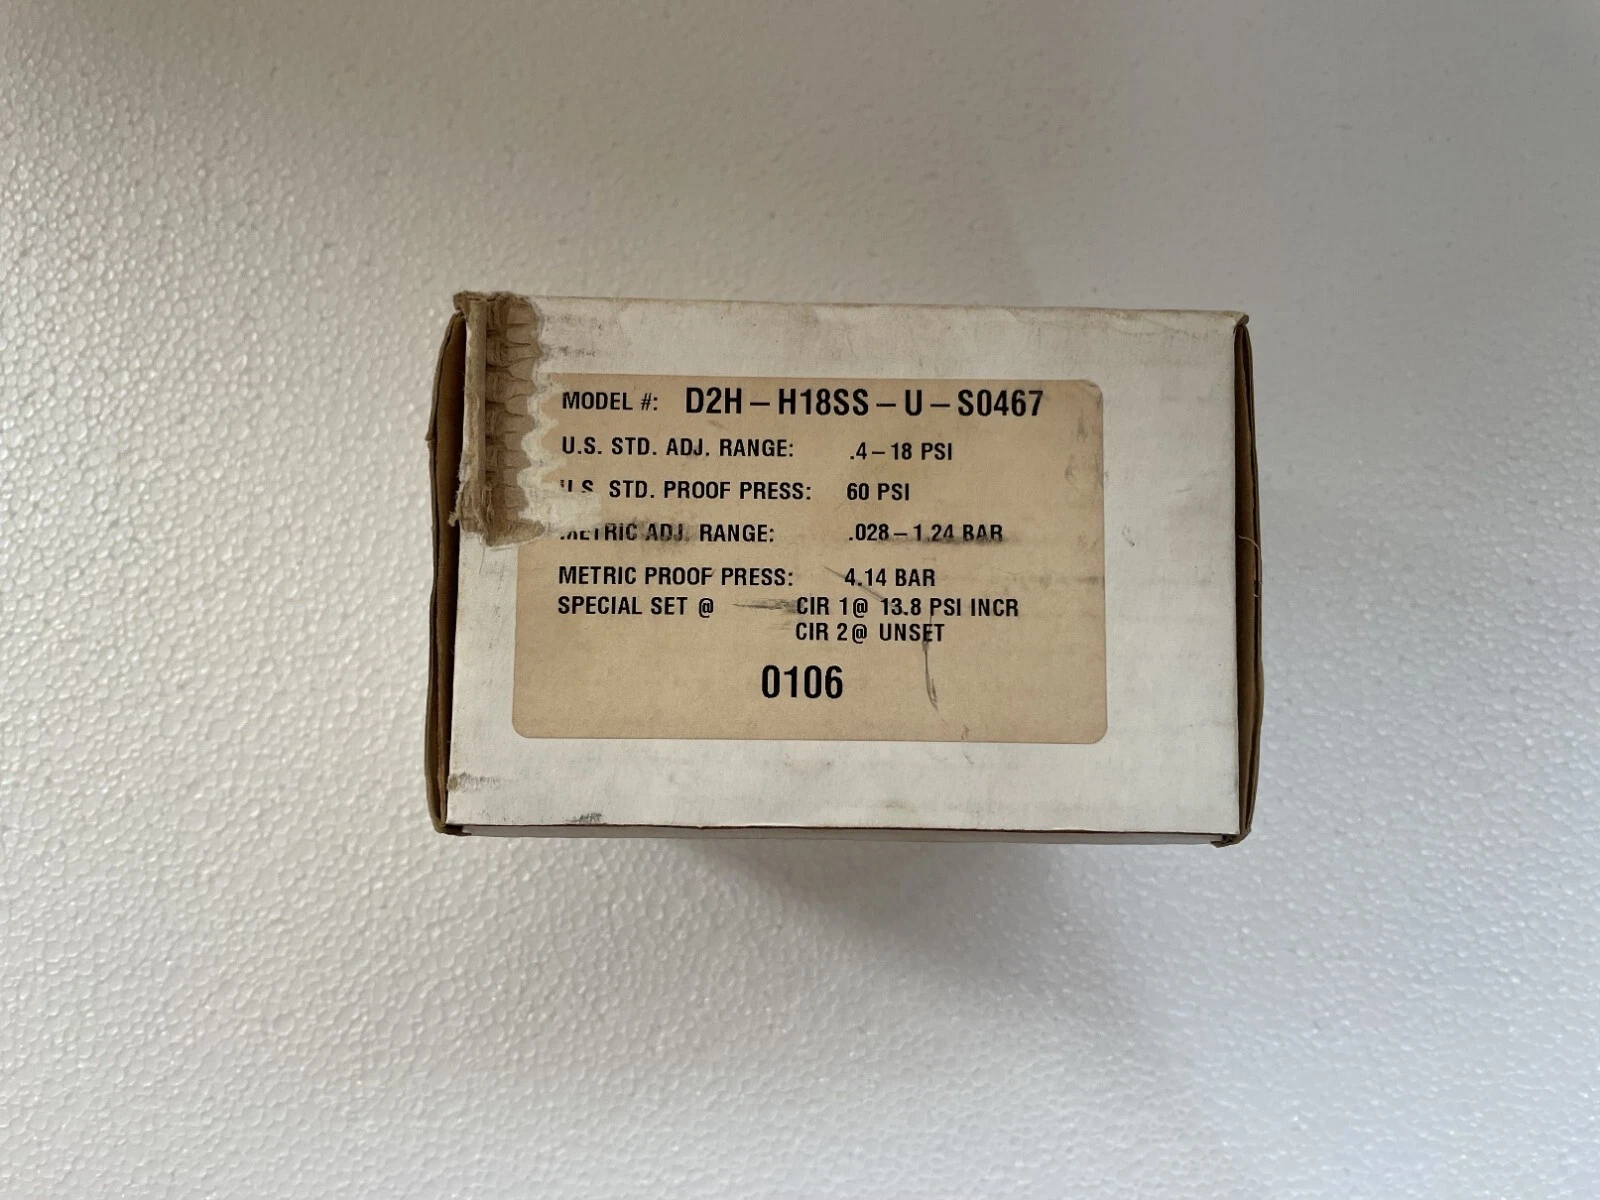 MODEL #: D2H – H18SS – U – S0467
U.S. STD. ADJ. RANGE: .4 – 18 PSI
U.S. STD. PROOF PRESS: 60 PSI
METRIC ADJ. RANGE: .028 – 1.24 BAR
METRIC PROOF PRESS: 4.14 BAR
SPECIAL SET @ CIR 1@ 13.8 PSI INCR
CIR 2@ UNSET
0106